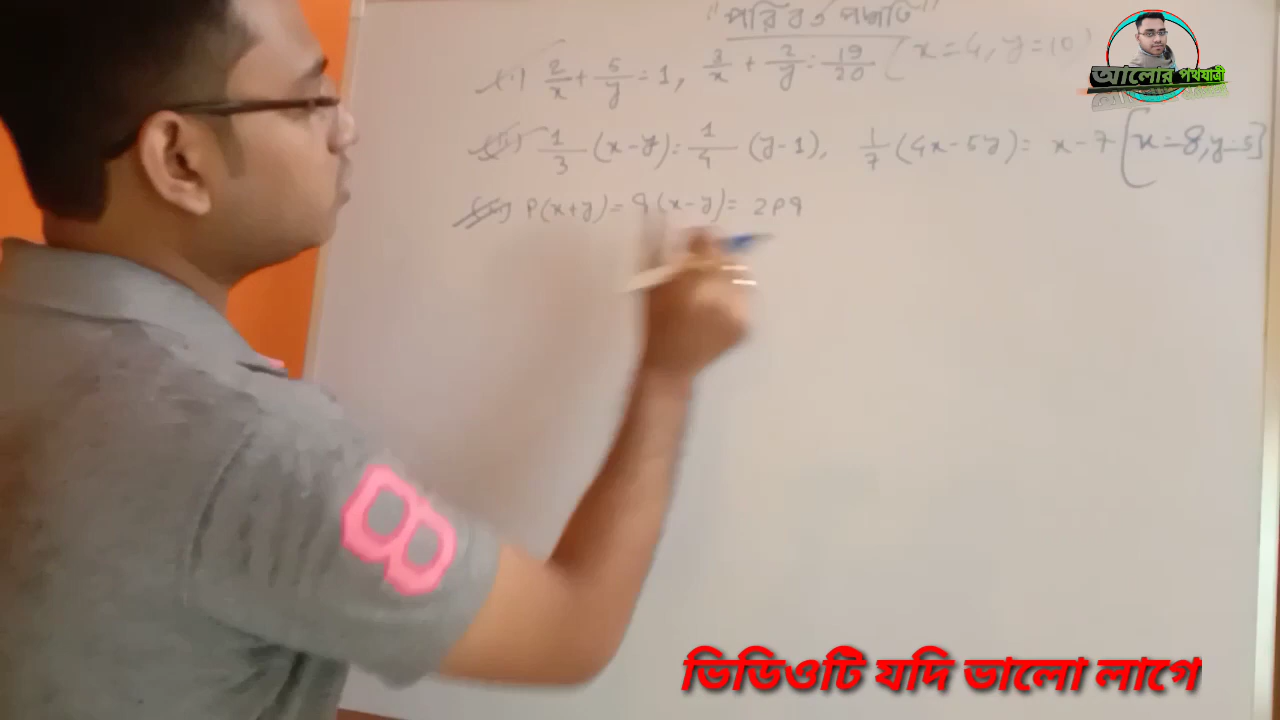 "পরিবর্ত পদ্ধতি"
(i) 2/x + 5/y = 1, 3/x + 2/y = 19/20 (x=4, y=10)
(ii) 1/3 (x-y) = 1/4 (y-1), 1/7 (4x-5y) = x-7 [x=8, y=5]
P(x+y) = q(x-y) = 2pq
আলোর পথযাত্রী
ভিডিওটি যদি ভালো লাগে